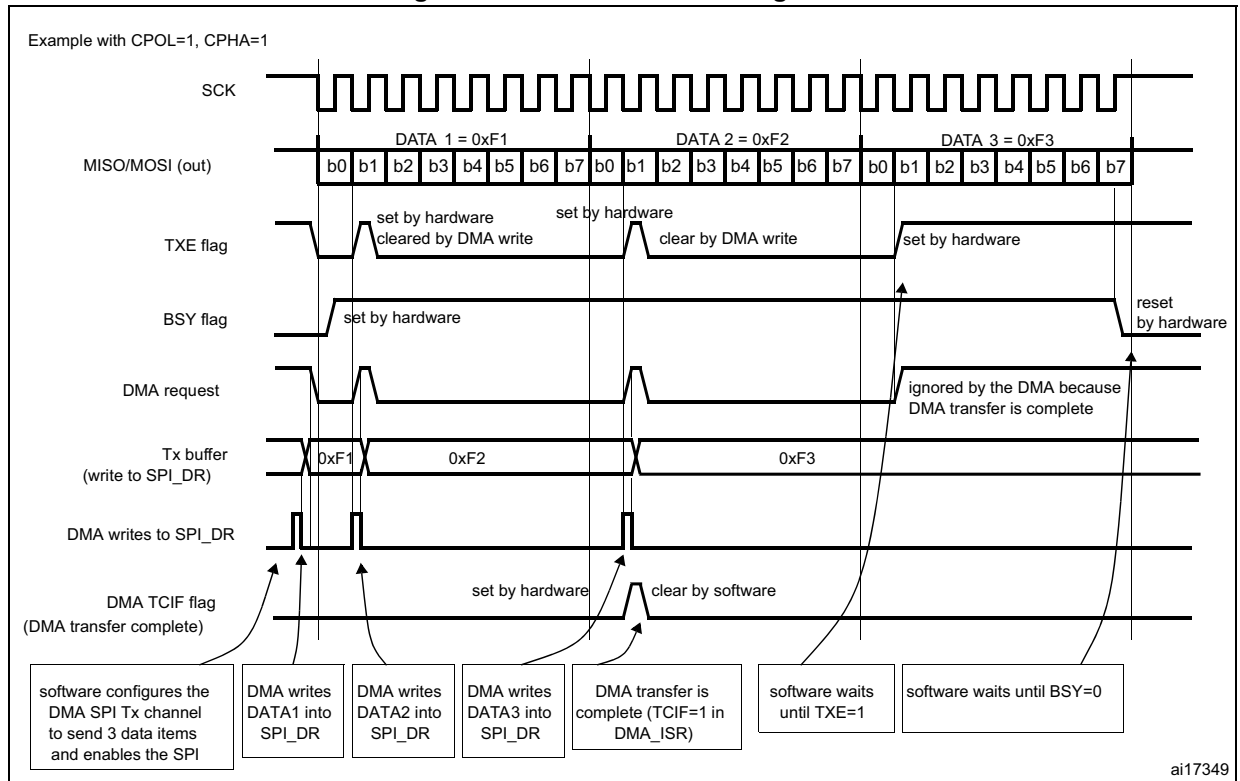 Example with CPOL=1, CPHA=1
SCK
DATA 1 = 0xF1
DATA 2 = 0xF2
DATA 3 = 0xF3
MISO/MOSI (out)
b0 b1 b2 b3 b4 b5 b6 b7 b0 b1 b2 b3 b4 b5 b6 b7 b0 b1 b2 b3 b4 b5 b6 b7
TXE flag
set by hardware
cleared by DMA write
set by hardware
clear by DMA write
set by hardware
BSY flag
set by hardware
reset
by hardware
DMA request
ignored by the DMA because
DMA transfer is complete
Tx buffer
(write to SPI_DR)
0xF1
0xF2
0xF3
DMA writes to SPI_DR
DMA TCIF flag
(DMA transfer complete)
set by hardware
clear by software
software configures the
DMA SPI Tx channel
to send 3 data items
and enables the SPI
DMA writes
DATA1 into
SPI_DR
DMA writes
DATA2 into
SPI_DR
DMA writes
DATA3 into
SPI_DR
DMA transfer is
complete (TCIF=1 in
DMA_ISR)
software waits
until TXE=1
software waits until BSY=0
ai17349